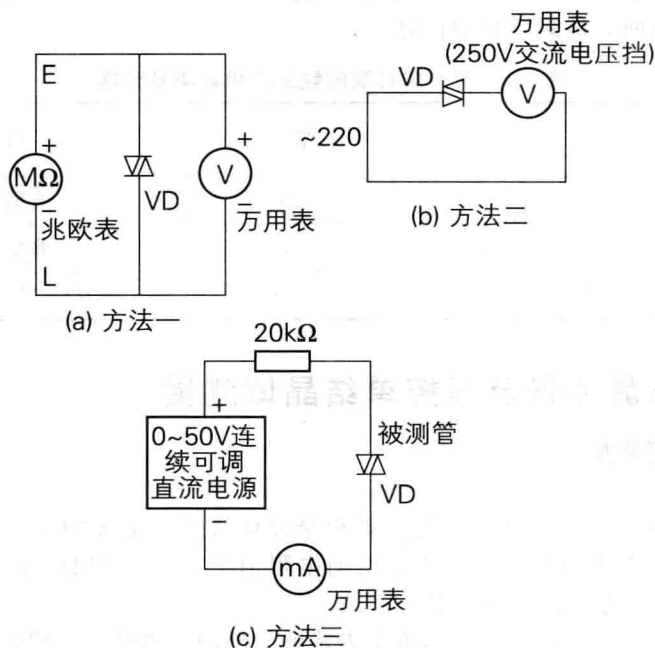 E
+
MΩ
−
兆欧表
L
VD
+
V
−
万用表
(a) 方法一
万用表
(250V交流电压挡)
VD
V
~220
(b) 方法二
20kΩ
+
0~50V连
续可调
直流电源
−
被测管
VD
mA
万用表
(c) 方法三